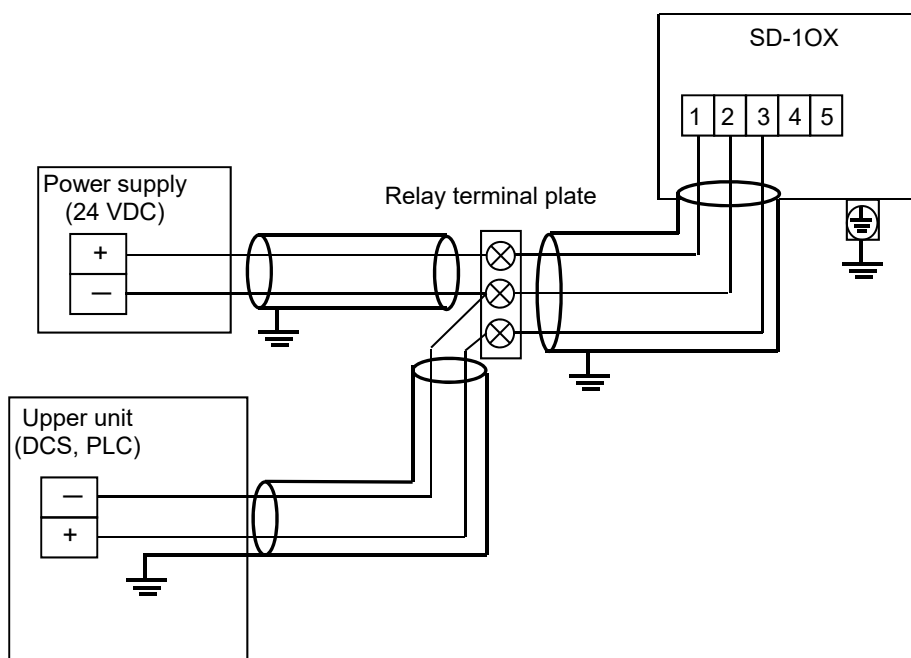 SD-1OX
1 2 3 4 5
Power supply
(24 VDC)
+
—
Relay terminal plate
Upper unit
(DCS, PLC)
—
+